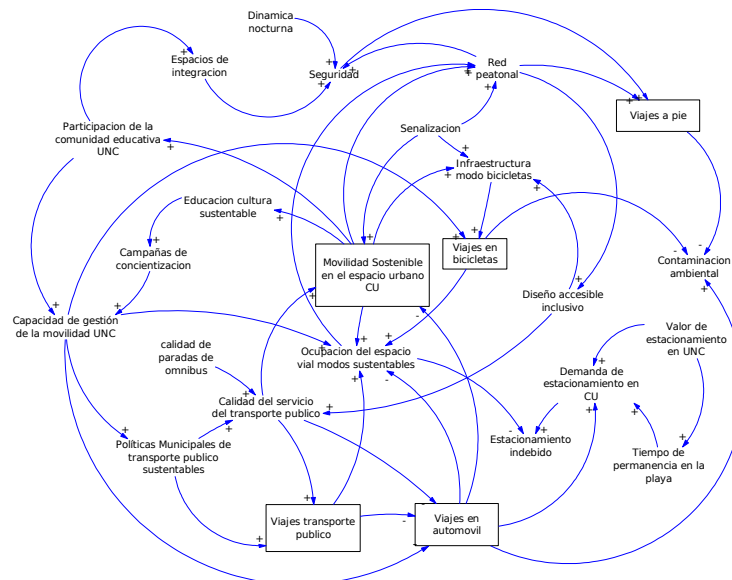 Dinamica
nocturna
Espacios de
integracion
Seguridad
Red
peatonal
Viajes a pie
Participacion de la
comunidad educativa
UNC
Senalizacion
Infraestructura
modo bicicletas
Educacion cultura
sustentable
Campañas de
concientizacion
Movilidad Sostenible
en el espacio urbano
CU
Viajes en
bicicletas
Contaminacion
ambiental
Capacidad de gestión
de la movilidad UNC
Diseño accesible
inclusivo
calidad de
paradas de
omnibus
Ocupacion del espacio
vial modos sustentables
Valor de
estacionamiento
en UNC
Demanda de
estacionamiento en
CU
Calidad del servicio
del transporte publico
Políticas Municipales de
transporte publico
sustentables
Estacionamiento
indebido
Tiempo de
permanencia en la
playa
Viajes transporte
publico
Viajes en
automovil